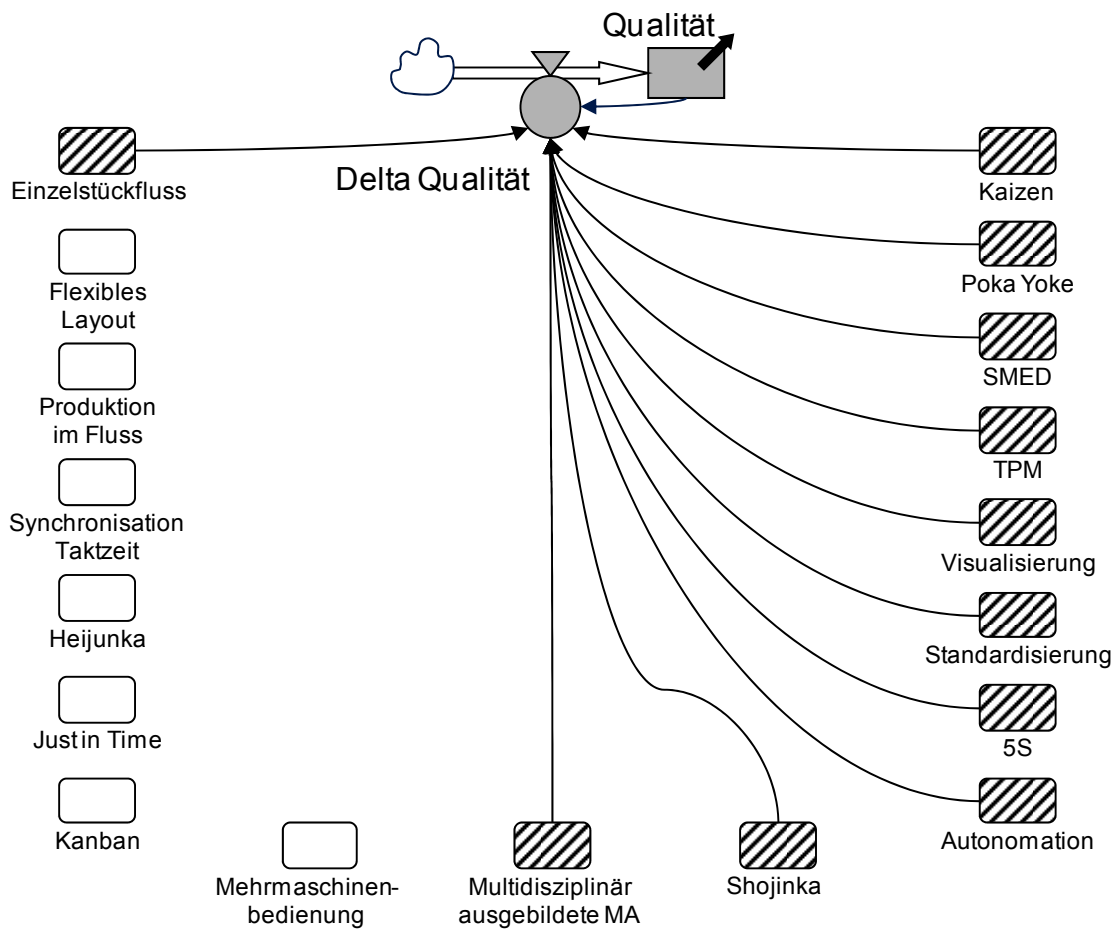 Qualität
Delta Qualität
Einzelstückfluss
Flexibles
Layout
Produktion
im Fluss
Synchronisation
Taktzeit
Heijunka
Just in Time
Kanban
Mehrmaschinen-
bedienung
Multidisziplinär
ausgebildete MA
Shojinka
Kaizen
Poka Yoke
SMED
TPM
Visualisierung
Standardisierung
5S
Autonomation